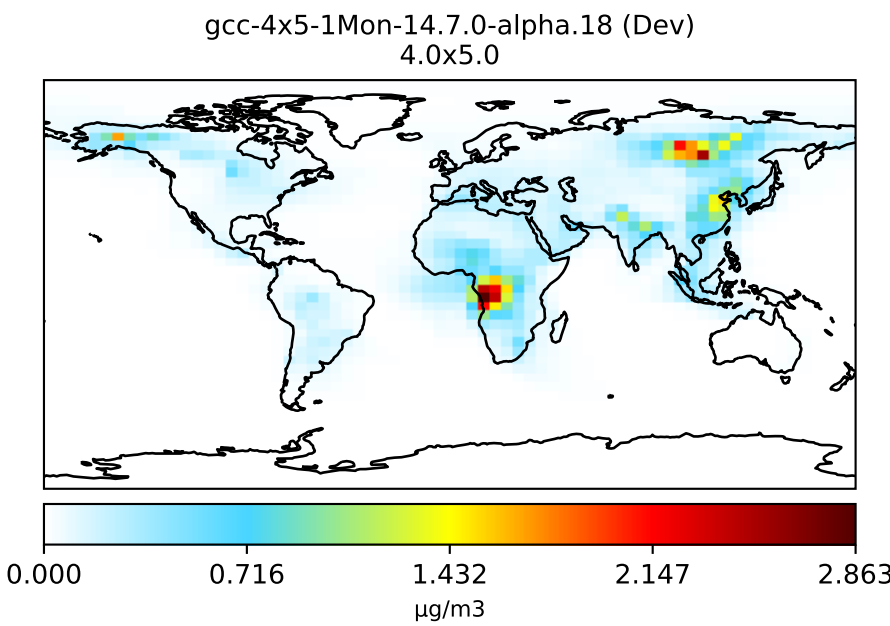 gcc-4x5-1Mon-14.7.0-alpha.18 (Dev)
4.0x5.0
0.000 0.716 1.432 2.147 2.863
μg/m3